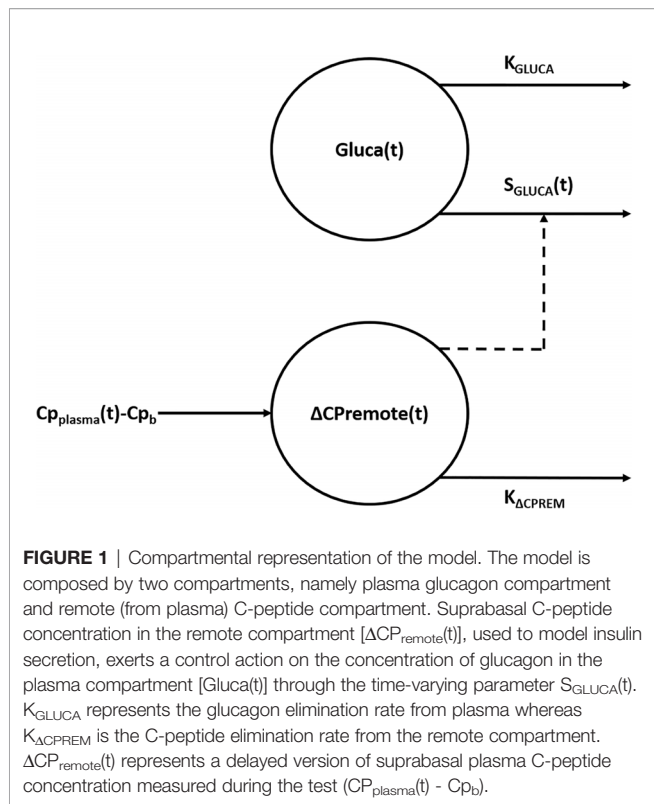 K_GLUCA
Gluca(t)
S_GLUCA(t)
Cp_plasma(t)-Cp_b
ΔCPremote(t)
K_ΔCPREM
FIGURE 1 | Compartmental representation of the model. The model is
composed by two compartments, namely plasma glucagon compartment
and remote (from plasma) C-peptide compartment. Suprabasal C-peptide
concentration in the remote compartment [ΔCP_remote(t)], used to model insulin
secretion, exerts a control action on the concentration of glucagon in the
plasma compartment [Gluca(t)] through the time-varying parameter S_GLUCA(t).
K_GLUCA represents the glucagon elimination rate from plasma whereas
K_ΔCPREM is the C-peptide elimination rate from the remote compartment.
ΔCP_remote(t) represents a delayed version of suprabasal plasma C-peptide
concentration measured during the test (CP_plasma(t) - Cp_b).